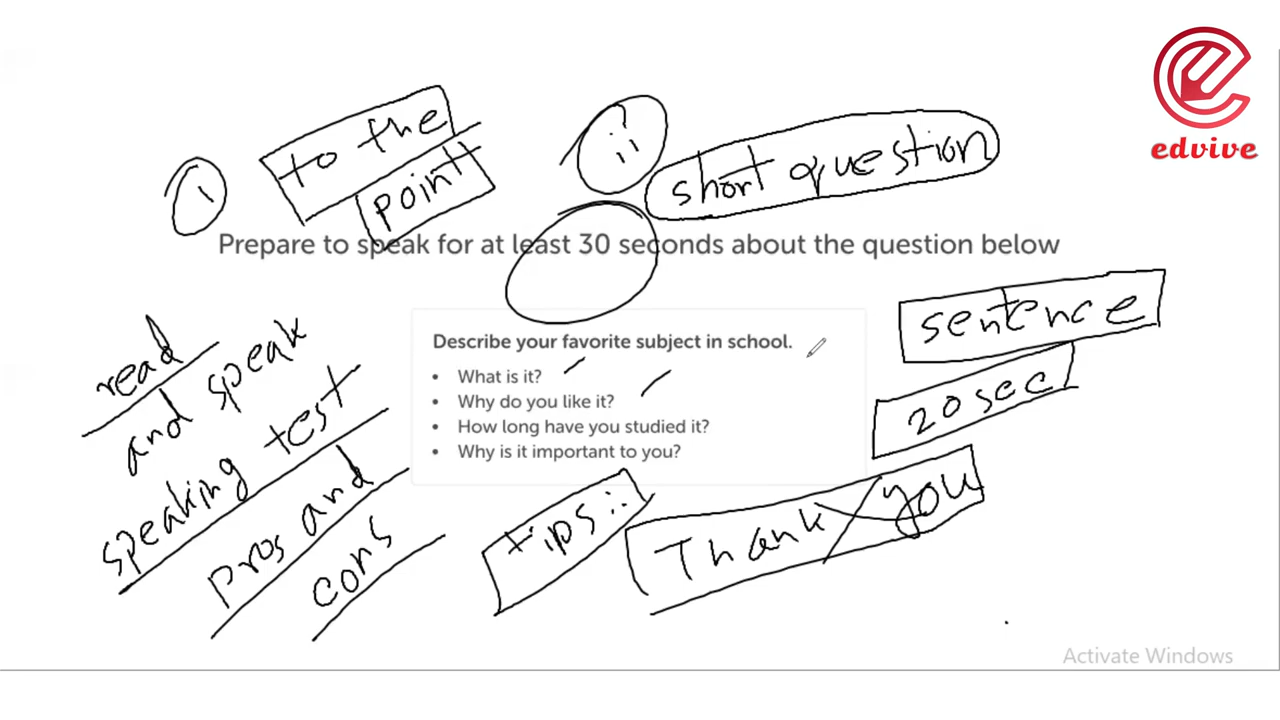 edvive
1
to the
point
short question
Prepare to speak for at least 30 seconds about the question below
Describe your favorite subject in school.
• What is it?
• Why do you like it?
• How long have you studied it?
• Why is it important to you?
read
and speak
speaking test
Pros and
cons
sentence
20 sec
tips:
Thank you
Activate Windows